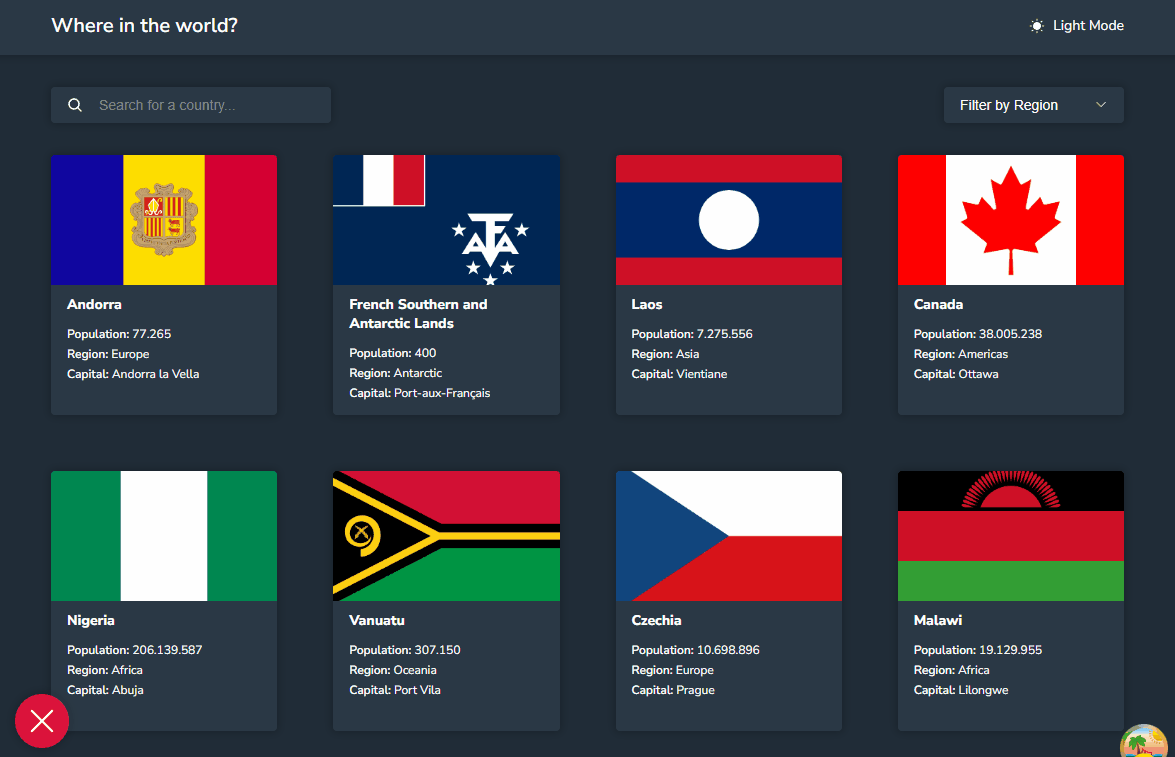 Where in the world?
Light Mode
Search for a country...
Filter by Region
Andorra
Population: 77.265
Region: Europe
Capital: Andorra la Vella
French Southern and
Antarctic Lands
Population: 400
Region: Antarctic
Capital: Port-aux-Français
Laos
Population: 7.275.556
Region: Asia
Capital: Vientiane
Canada
Population: 38.005.238
Region: Americas
Capital: Ottawa
Nigeria
Population: 206.139.587
Region: Africa
Capital: Abuja
Vanuatu
Population: 307.150
Region: Oceania
Capital: Port Vila
Czechia
Population: 10.698.896
Region: Europe
Capital: Prague
Malawi
Population: 19.129.955
Region: Africa
Capital: Lilongwe